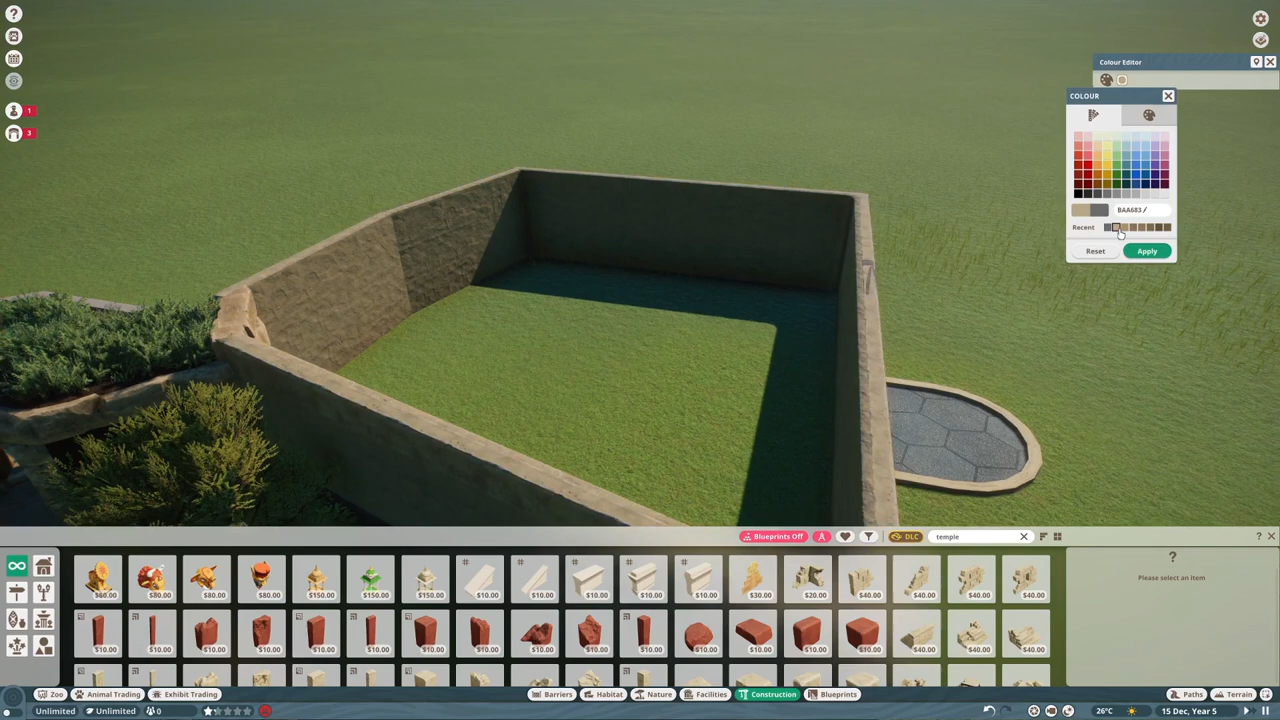 ?
1
3
Colour Editor
COLOUR
BAA683
Recent
Reset
Apply
Blueprints Off
DLC
temple
?
$60.00 $80.00 $80.00 $80.00 $150.00 $150.00 $150.00 $10.00 $10.00 $10.00 $10.00 $10.00 $30.00 $20.00 $40.00 $40.00 $40.00 $40.00
$10.00 $10.00 $10.00 $10.00 $10.00 $10.00 $10.00 $10.00 $10.00 $10.00 $10.00 $10.00 $10.00 $10.00 $10.00 $40.00 $40.00 $40.00
?
Please select an item
Zoo Animal Trading Exhibit Trading Barriers Habitat Nature Facilities Construction Blueprints Paths Terrain
Unlimited Unlimited 0 26°C 15 Dec, Year 5